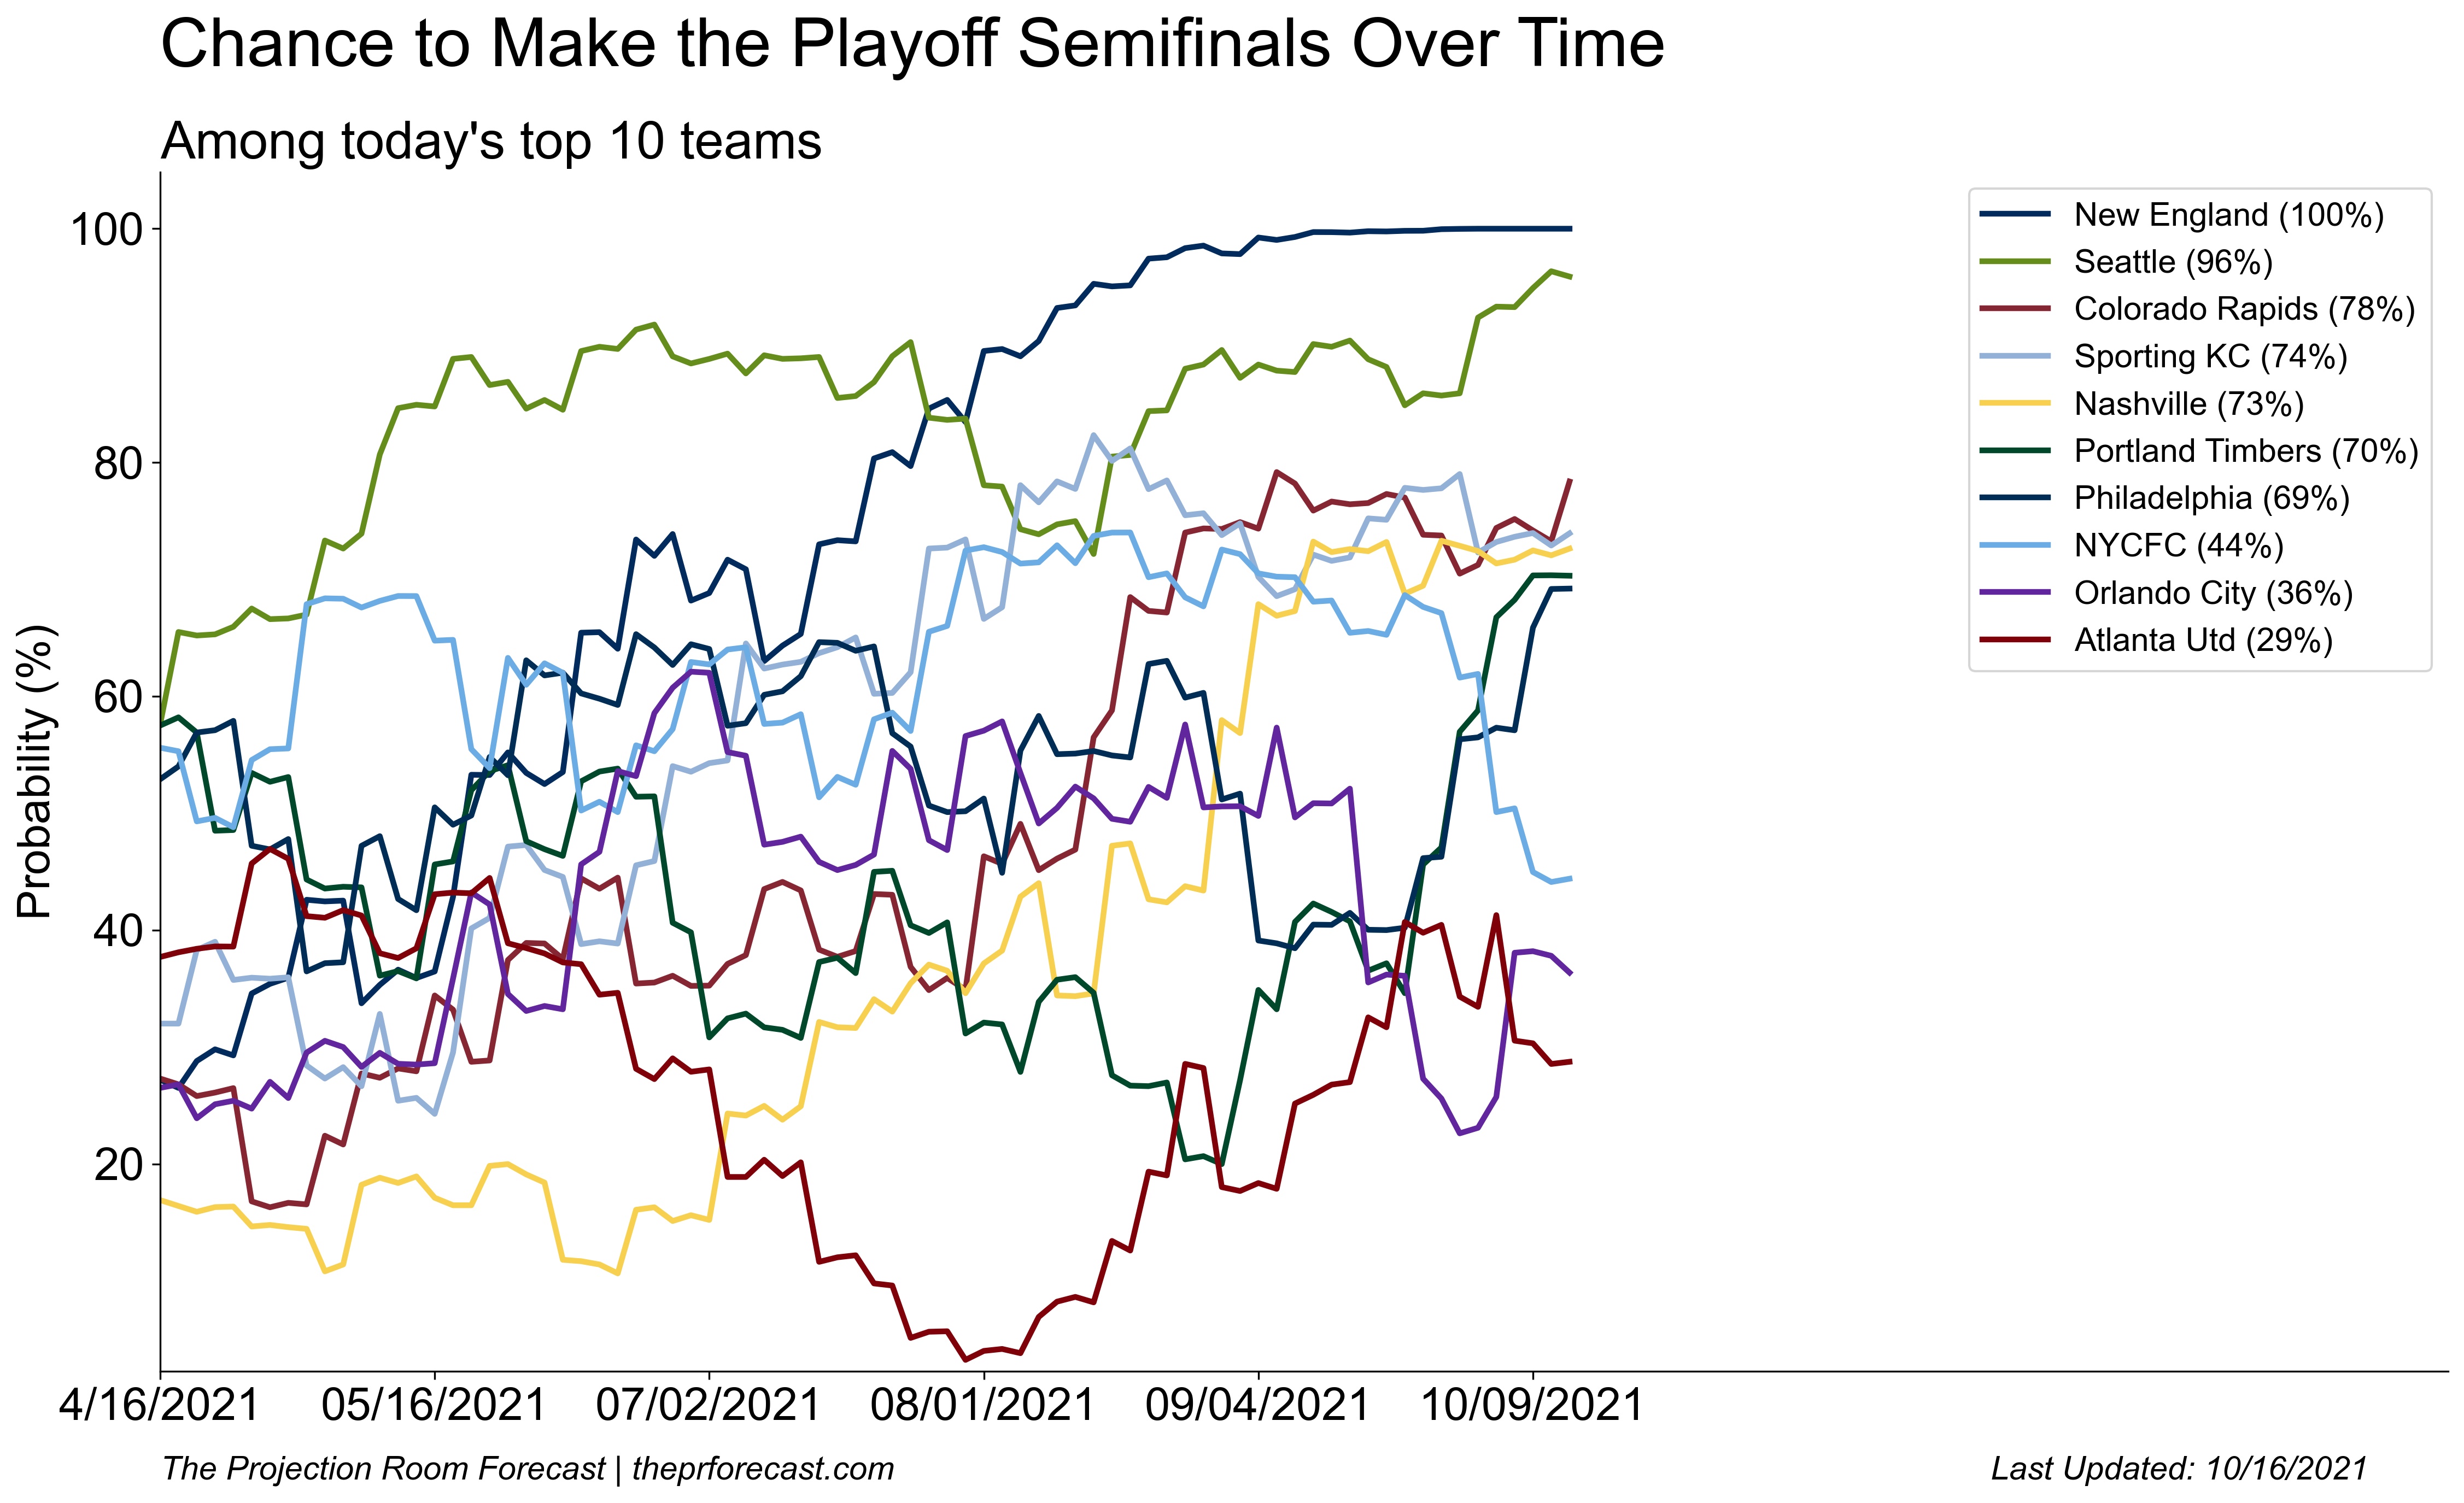 Chance to Make the Playoff Semifinals Over Time
Among today's top 10 teams
Probability (%)
100
80
60
40
20
4/16/2021 05/16/2021 07/02/2021 08/01/2021 09/04/2021 10/09/2021
New England (100%)
Seattle (96%)
Colorado Rapids (78%)
Sporting KC (74%)
Nashville (73%)
Portland Timbers (70%)
Philadelphia (69%)
NYCFC (44%)
Orlando City (36%)
Atlanta Utd (29%)
The Projection Room Forecast | theprforecast.com
Last Updated: 10/16/2021